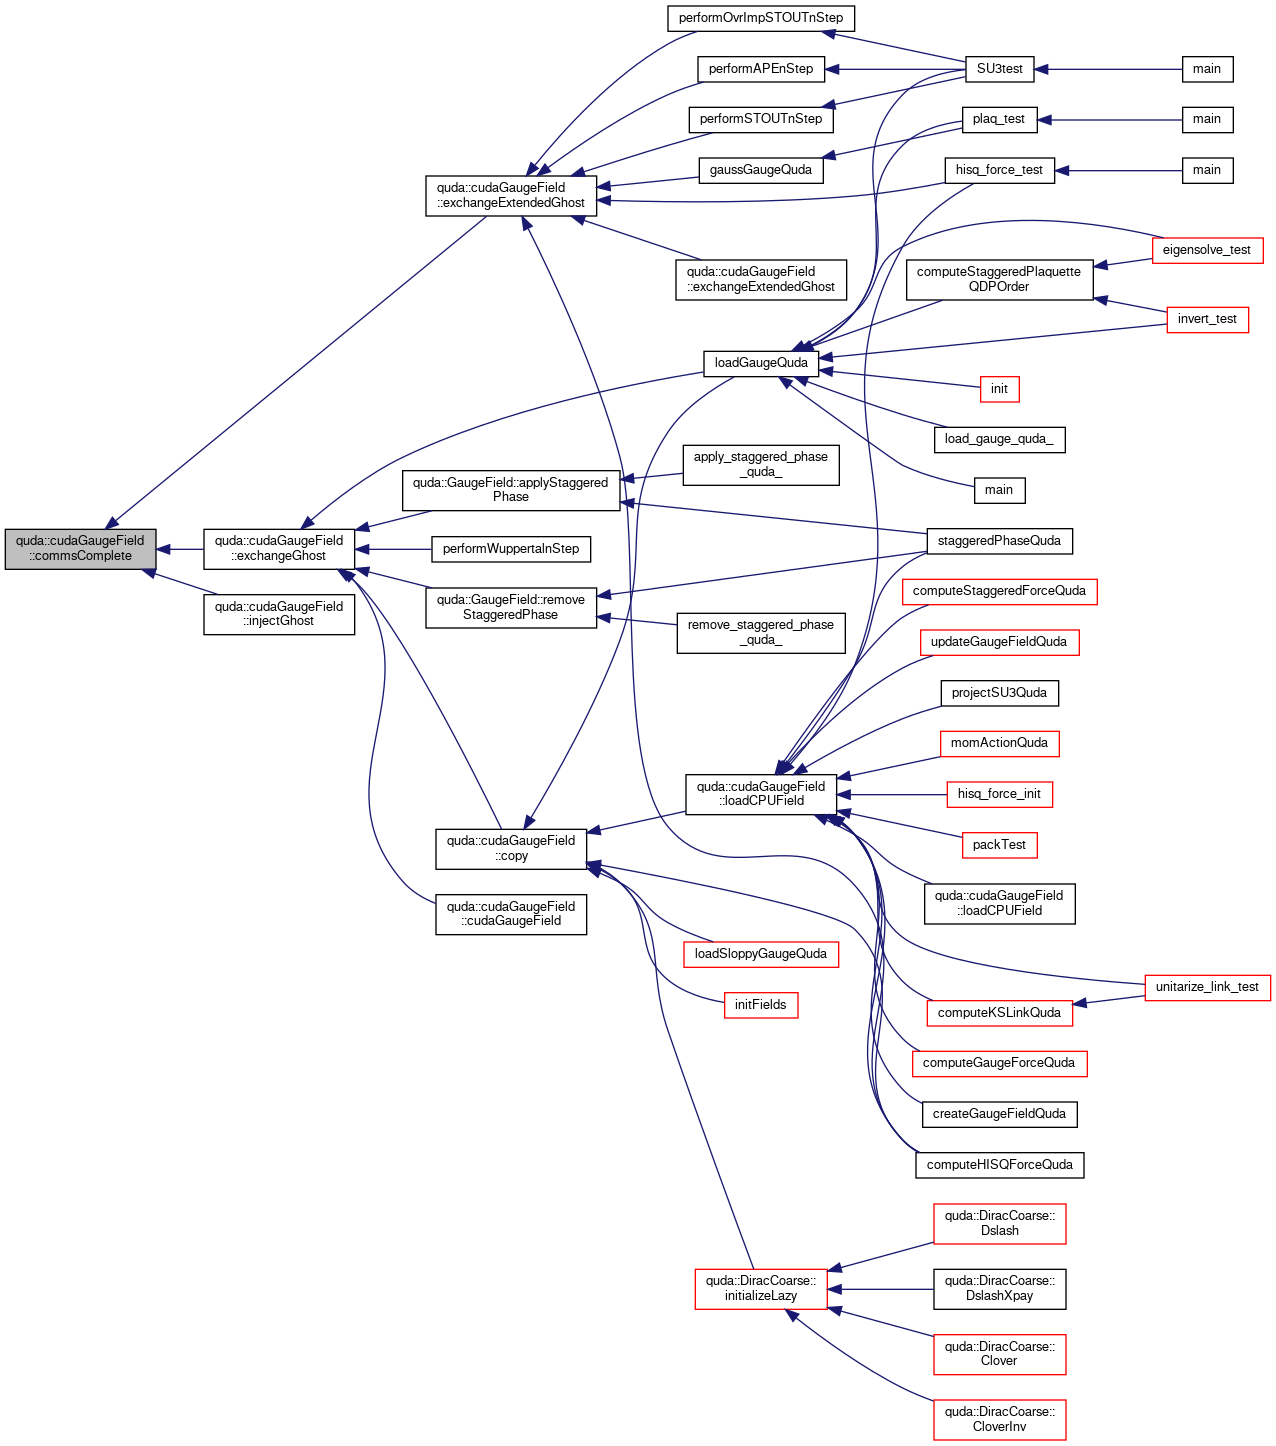 performOvrImpSTOUTnStep
performAPEnStep
SU3test
main
performSTOUTnStep
plaq_test
main
gaussGaugeQuda
hisq_force_test
main
quda::cudaGaugeField
::exchangeExtendedGhost
quda::cudaGaugeField
::exchangeExtendedGhost
computeStaggeredPlaquette
QDPOrder
eigensolve_test
invert_test
loadGaugeQuda
init
load_gauge_quda_
main
apply_staggered_phase
_quda_
quda::GaugeField::applyStaggered
Phase
quda::cudaGaugeField
::commsComplete
quda::cudaGaugeField
::exchangeGhost
performWuppertalnStep
staggeredPhaseQuda
quda::cudaGaugeField
::injectGhost
quda::GaugeField::remove
StaggeredPhase
remove_staggered_phase
_quda_
computeStaggeredForceQuda
updateGaugeFieldQuda
projectSU3Quda
momActionQuda
quda::cudaGaugeField
::loadCPUField
hisq_force_init
packTest
quda::cudaGaugeField
::copy
quda::cudaGaugeField
::loadCPUField
quda::cudaGaugeField
::cudaGaugeField
loadSloppyGaugeQuda
unitarize_link_test
initFields
computeKSLinkQuda
computeGaugeForceQuda
createGaugeFieldQuda
computeHISQForceQuda
quda::DiracCoarse::
Dslash
quda::DiracCoarse::
initializeLazy
quda::DiracCoarse::
DslashXpay
quda::DiracCoarse::
Clover
quda::DiracCoarse::
CloverInv